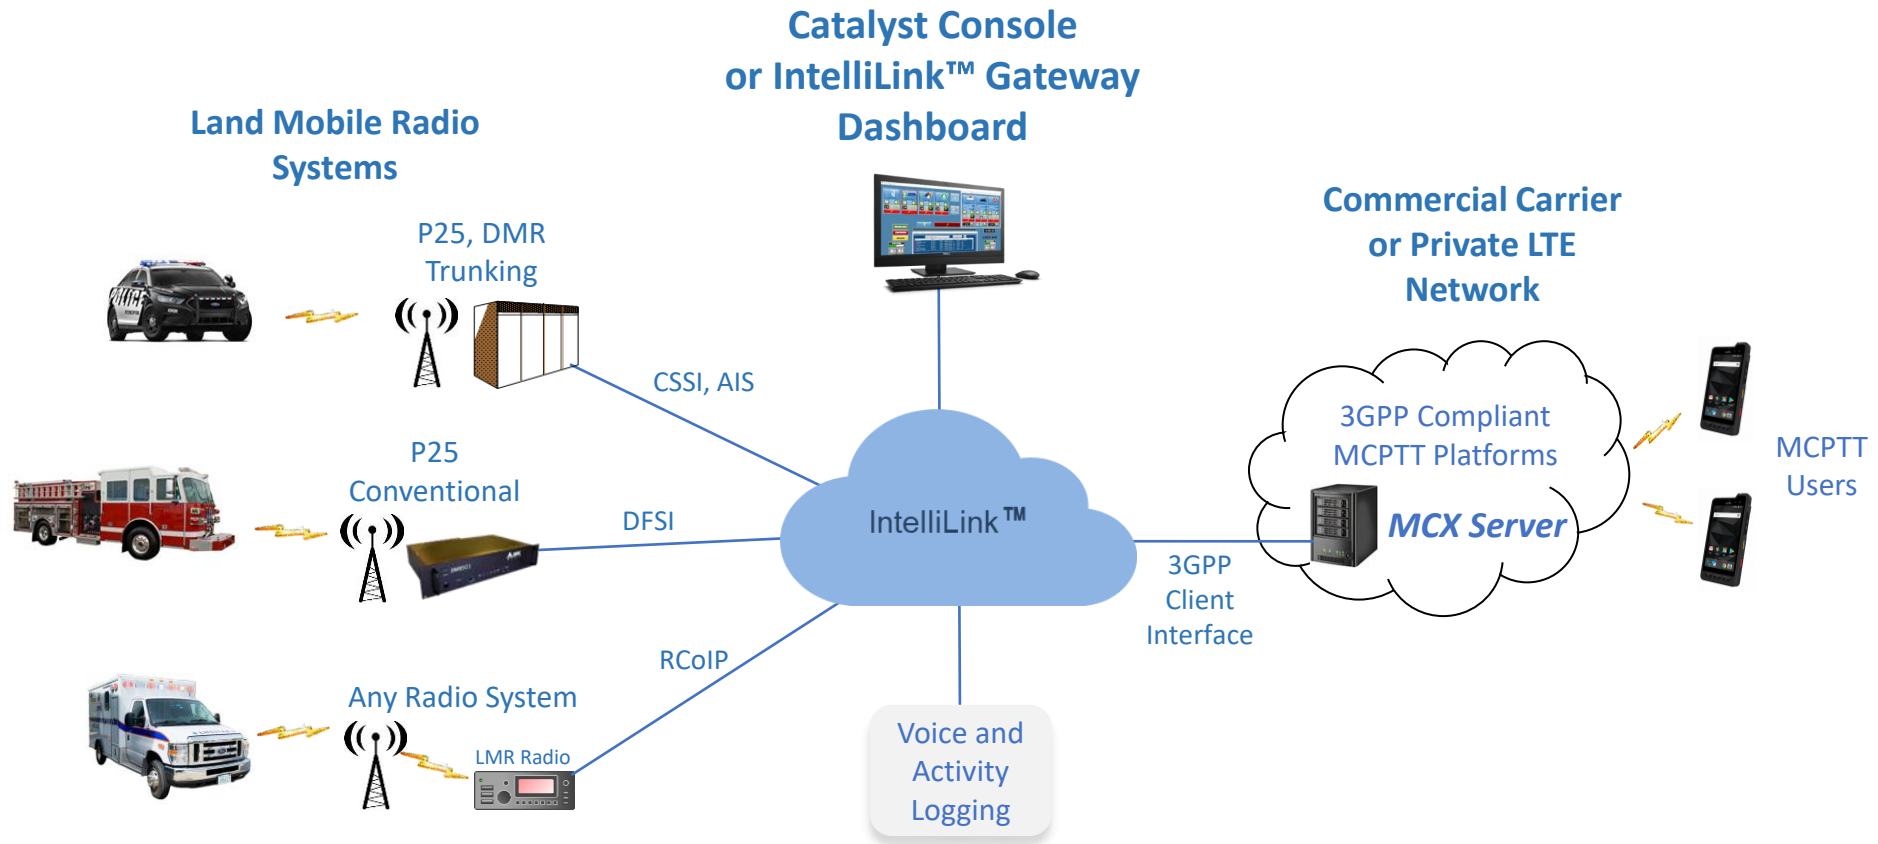 Catalyst Console
or IntelliLink™ Gateway
Dashboard
Land Mobile Radio
Systems
Commercial Carrier
or Private LTE
Network
P25, DMR
Trunking
POLICE
CSSI, AIS
3GPP Compliant
MCPTT Platforms
MCX Server
MCPTT
Users
P25
Conventional
DFSI
IntelliLink™
3GPP
Client
Interface
RCoIP
Any Radio System
LMR Radio
Voice and
Activity
Logging